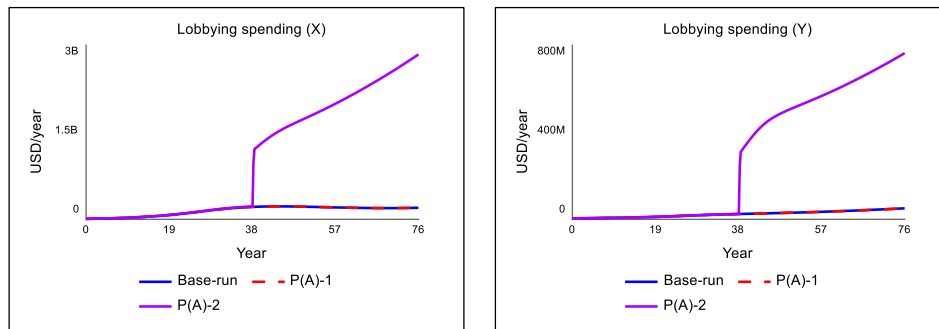 Lobbying spending (X)
3B
1.5B
0
USD/year
0 19 38 57 76
Year
Base-run P(A)-1
P(A)-2
Lobbying spending (Y)
800M
400M
0
USD/year
0 19 38 57 76
Year
Base-run P(A)-1
P(A)-2